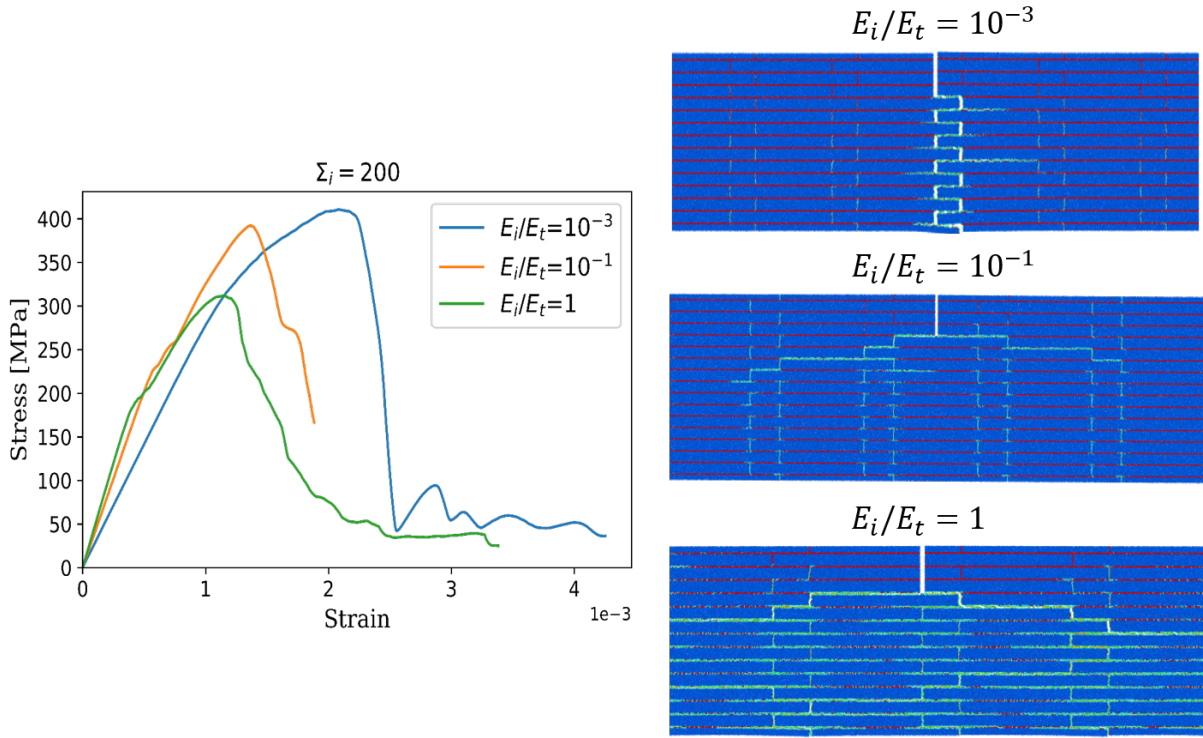 Σᵢ = 200
Stress [MPa]
400
350
300
250
200
150
100
50
0
Eᵢ/Eₜ=10⁻³
Eᵢ/Eₜ=10⁻¹
Eᵢ/Eₜ=1
0 1 2 3 4
1e−3
Strain
Eᵢ/Eₜ = 10⁻³
Eᵢ/Eₜ = 10⁻¹
Eᵢ/Eₜ = 1